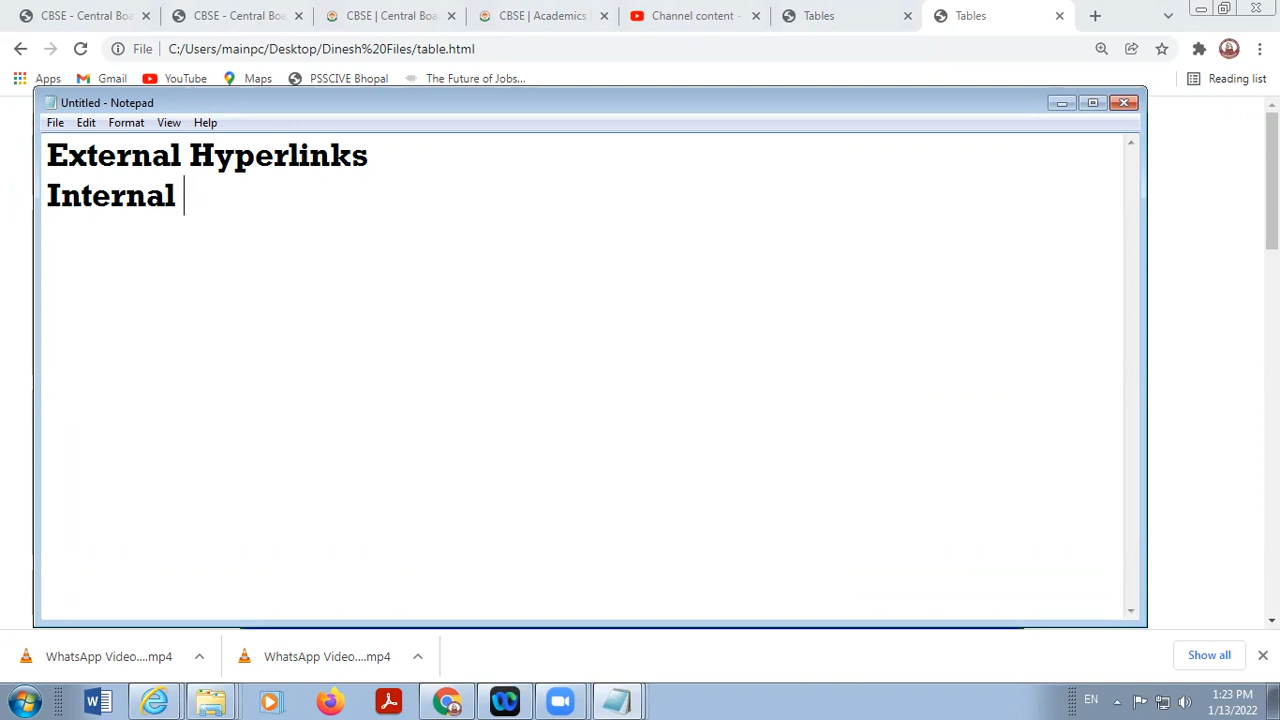 CBSE - Central Boa
CBSE - Central Boa
CBSE | Central Boa
CBSE | Academics
Channel content -
Tables
Tables
File C:/Users/mainpc/Desktop/Dinesh%20Files/table.html
Apps Gmail YouTube Maps PSSCIVE Bhopal The Future of Jobs... Reading list
Untitled - Notepad
File Edit Format View Help
External Hyperlinks
Internal
WhatsApp Video....mp4 WhatsApp Video....mp4 Show all
EN 1:23 PM
1/13/2022